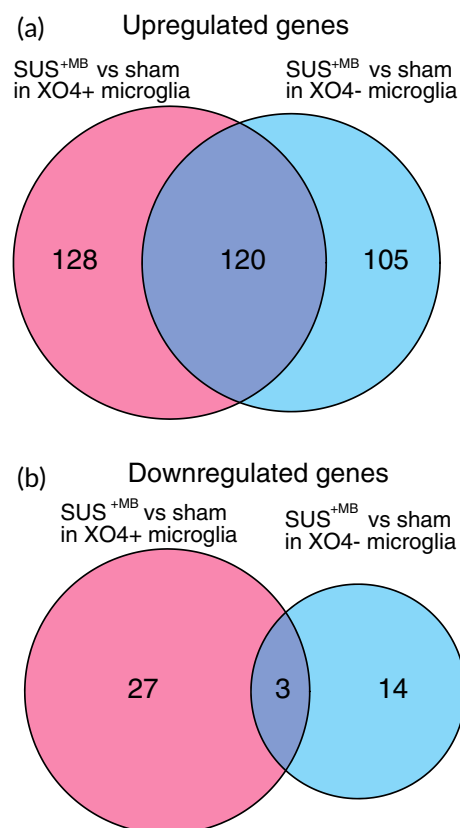 (a) Upregulated genes
SUS+MB vs sham
in XO4+ microglia
SUS+MB vs sham
in XO4- microglia
128
120
105
(b) Downregulated genes
SUS +MB vs sham
in XO4+ microglia
SUS+MB vs sham
in XO4- microglia
27
3
14